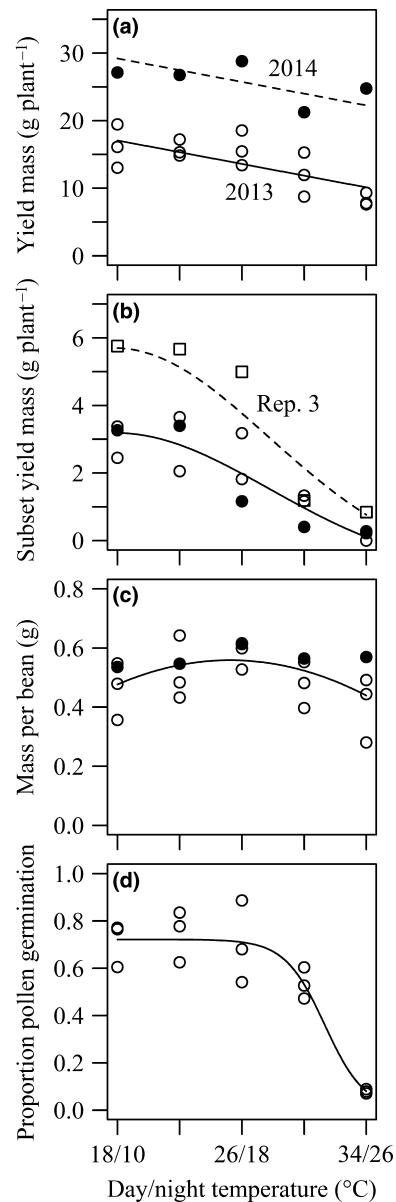 (a)
Yield mass (g plant⁻¹)
30
20
10
0
2014
2013
(b)
Subset yield mass (g plant⁻¹)
6
4
2
0
Rep. 3
(c)
Mass per bean (g)
0.8
0.6
0.4
0.2
0.0
(d)
Proportion pollen germination
1.0
0.8
0.6
0.4
0.2
0.0
18/10 26/18 34/26
Day/night temperature (°C)